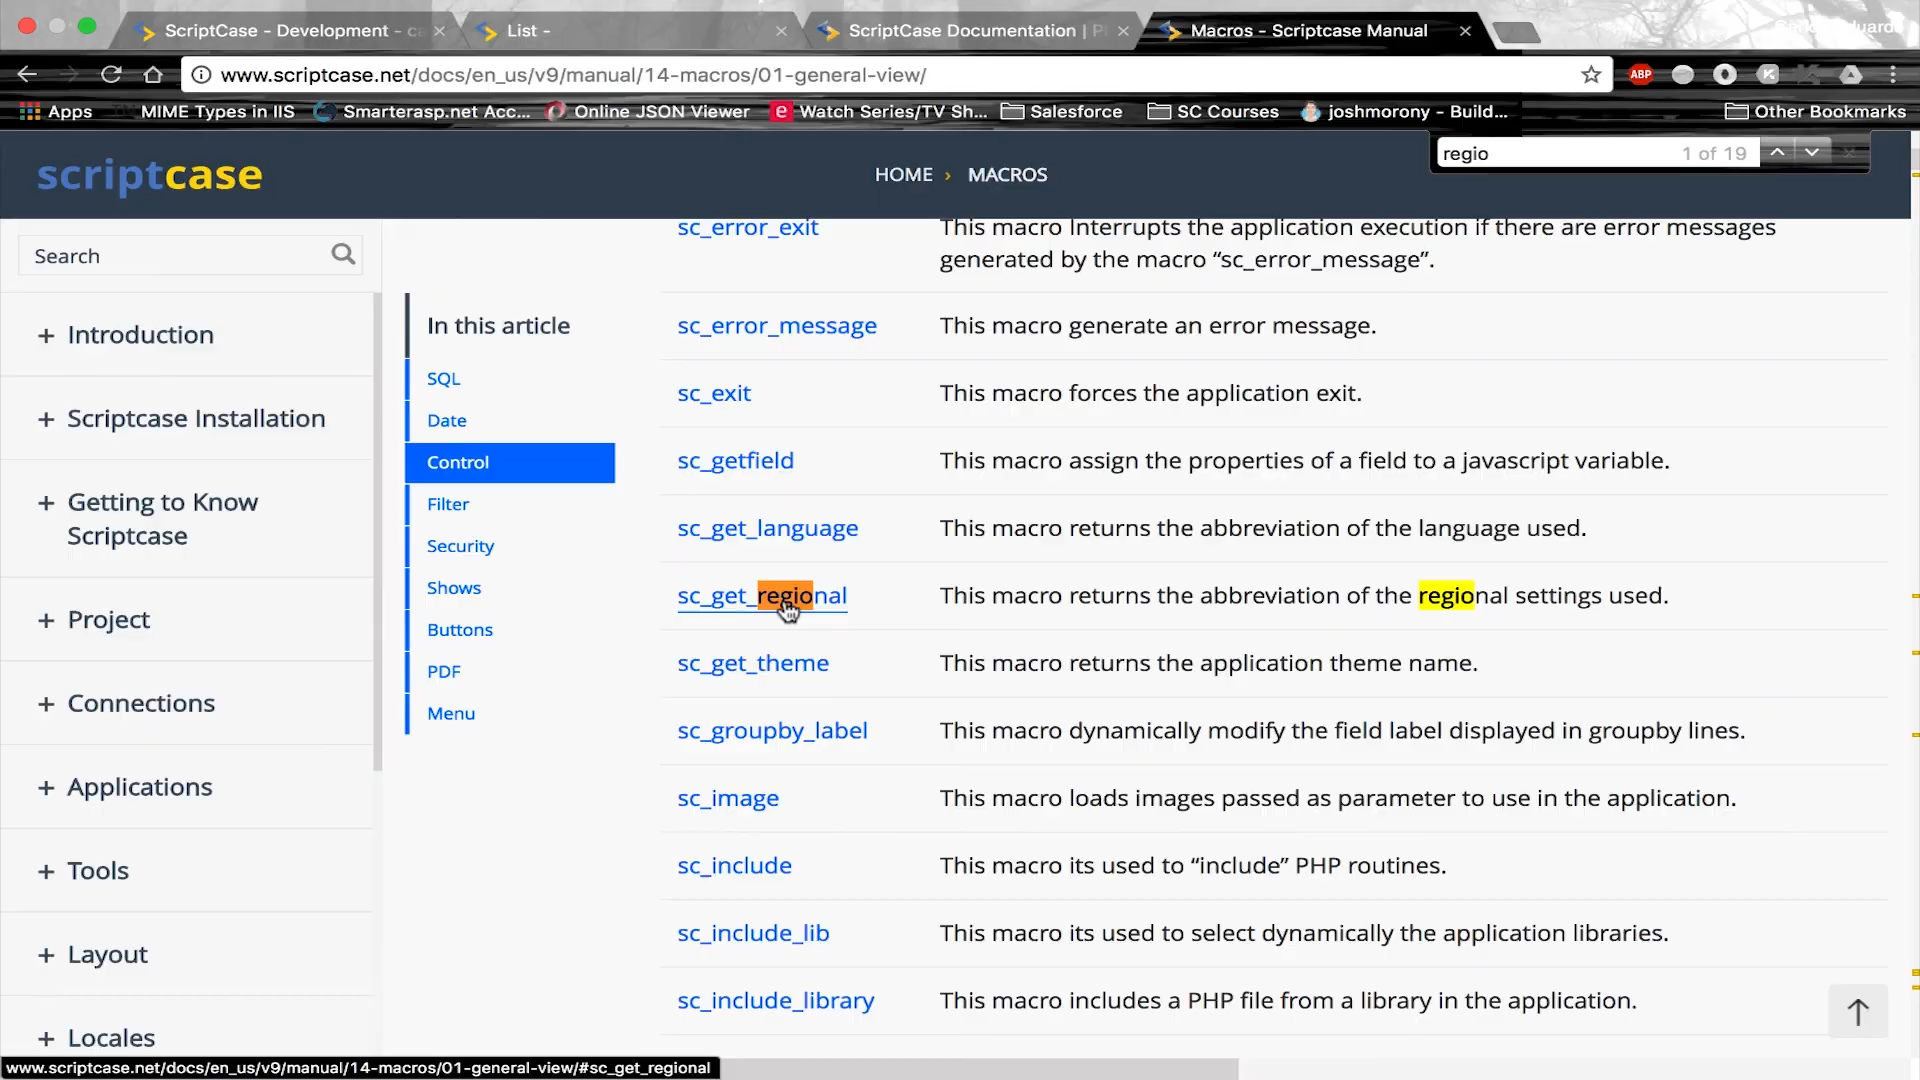 ScriptCase - Development - ca
List -
ScriptCase Documentation | P
Macros - Scriptcase Manual
www.scriptcase.net/docs/en_us/v9/manual/14-macros/01-general-view/
ABP
Apps
MIME Types in IIS
Smarterasp.net Acc...
Online JSON Viewer
Watch Series/TV Sh...
Salesforce
SC Courses
joshmorony - Build...
Other Bookmarks
regio
1 of 19
scriptcase
HOME › MACROS
Search
+ Introduction
+ Scriptcase Installation
+ Getting to Know
Scriptcase
+ Project
+ Connections
+ Applications
+ Tools
+ Layout
+ Locales
In this article
SQL
Date
Control
Filter
Security
Shows
Buttons
PDF
Menu
sc_error_exit This macro Interrupts the application execution if there are error messages
generated by the macro “sc_error_message”.
sc_error_message This macro generate an error message.
sc_exit This macro forces the application exit.
sc_getfield This macro assign the properties of a field to a javascript variable.
sc_get_language This macro returns the abbreviation of the language used.
sc_get_regional This macro returns the abbreviation of the regional settings used.
sc_get_theme This macro returns the application theme name.
sc_groupby_label This macro dynamically modify the field label displayed in groupby lines.
sc_image This macro loads images passed as parameter to use in the application.
sc_include This macro its used to “include” PHP routines.
sc_include_lib This macro its used to select dynamically the application libraries.
sc_include_library This macro includes a PHP file from a library in the application.
www.scriptcase.net/docs/en_us/v9/manual/14-macros/01-general-view/#sc_get_regional